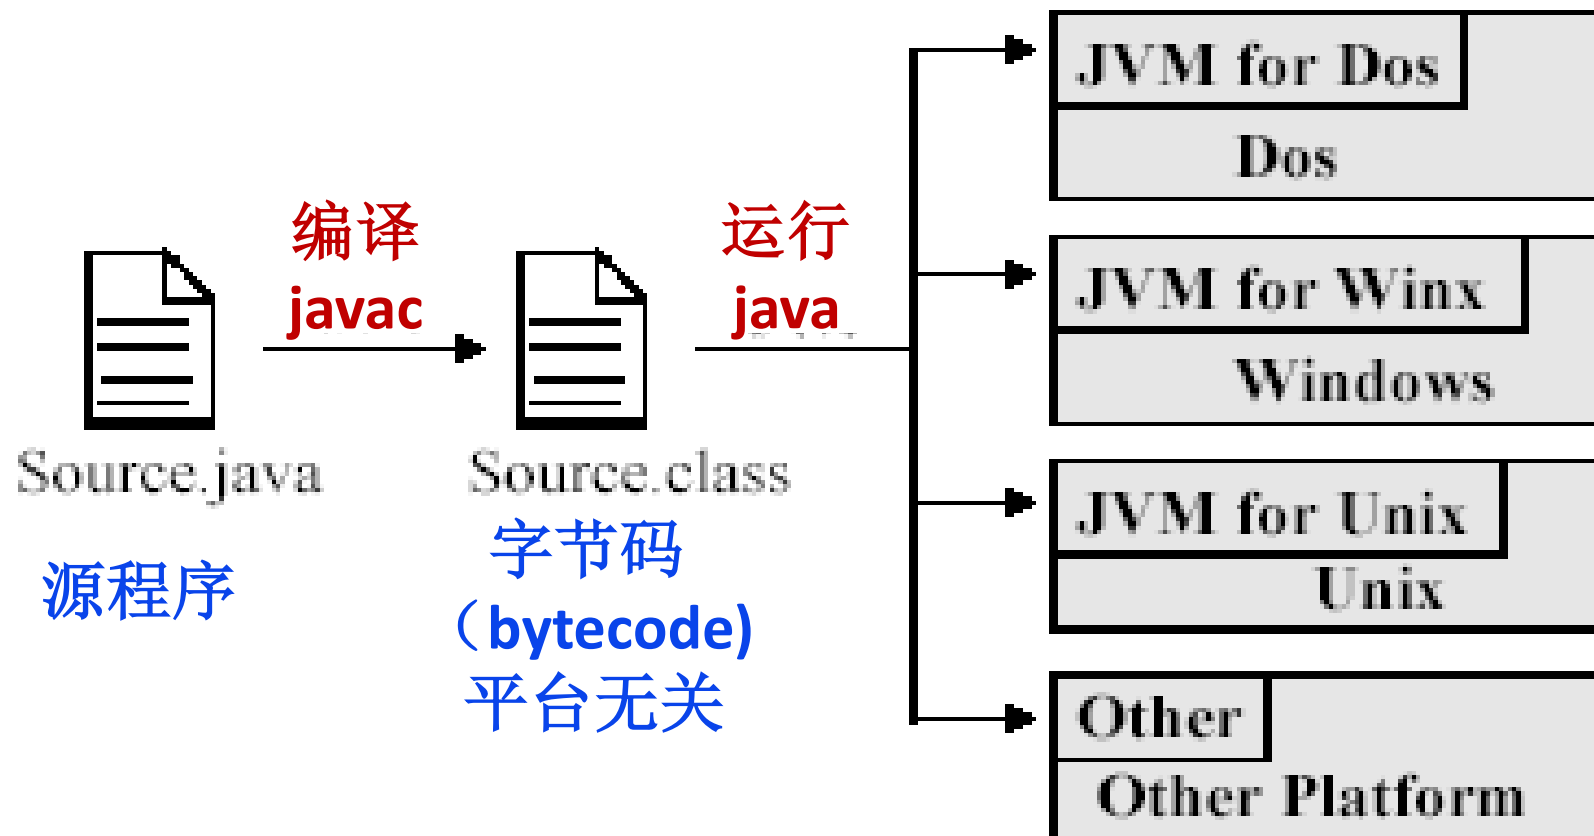 编译
javac
Source.java
源程序
运行
java
Source.class
字节码
（bytecode)
平台无关
JVM for Dos
Dos
JVM for Winx
Windows
JVM for Unix
Unix
Other
Other Platform